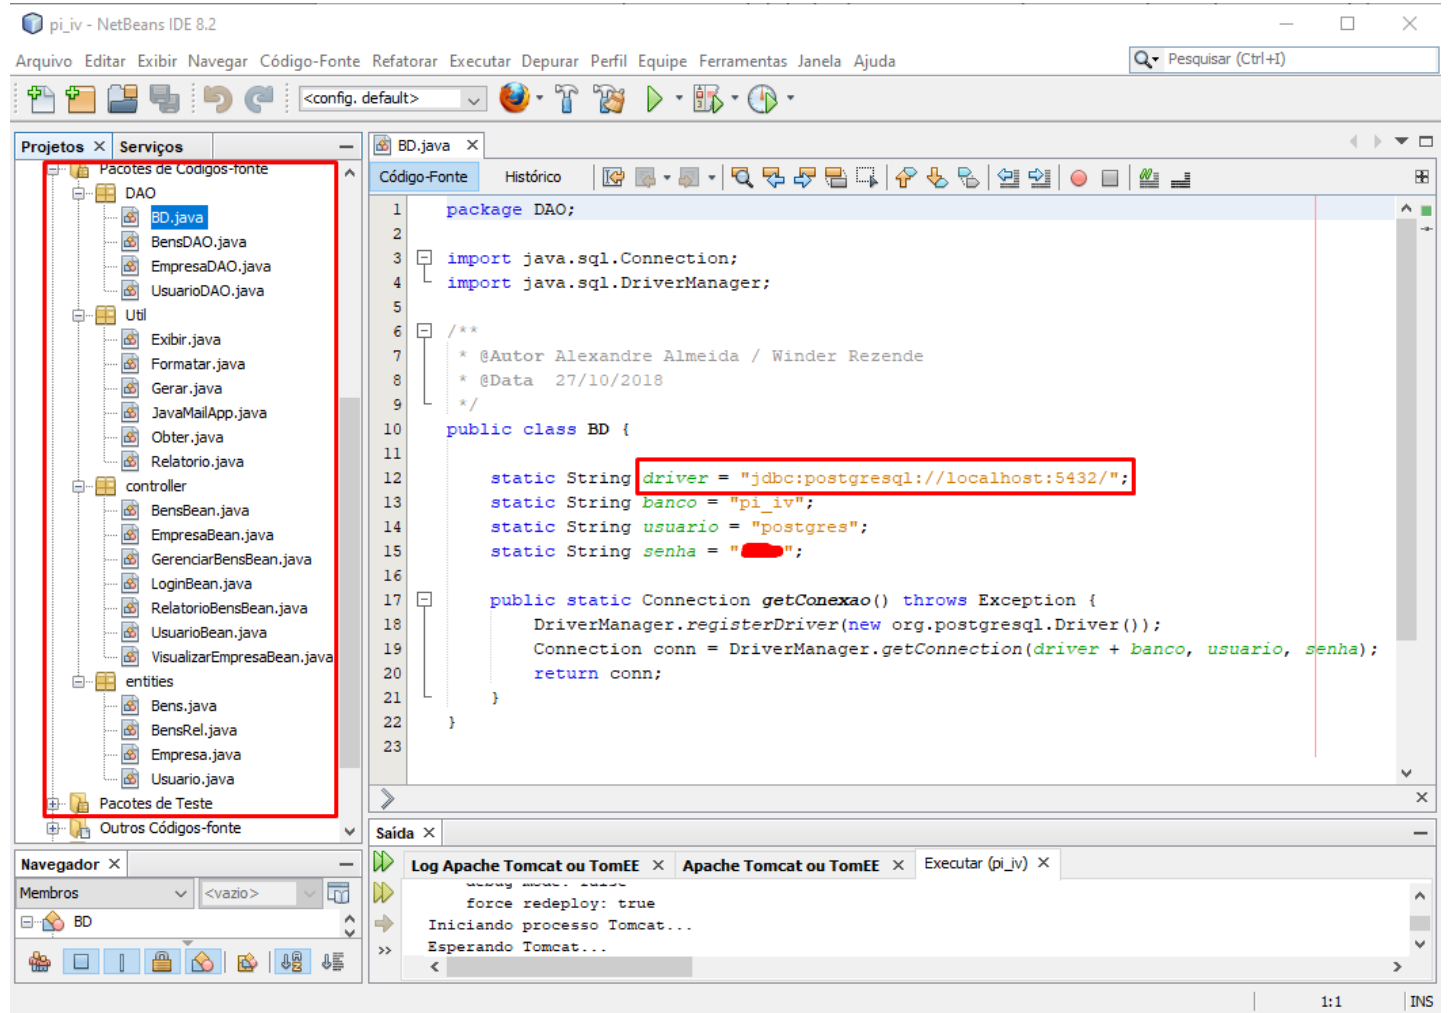 pi_iv - NetBeans IDE 8.2
Arquivo Editar Exibir Navegar Código-Fonte Refatorar Executar Depurar Perfil Equipe Ferramentas Janela Ajuda
Pesquisar (Ctrl+I)
<config. default>
Projetos
Serviços
Pacotes de Códigos-fonte
DAO
BD.java
BensDAO.java
EmpresaDAO.java
UsuarioDAO.java
Util
Exibir.java
Formatar.java
Gerar.java
JavaMailApp.java
Obter.java
Relatorio.java
controller
BensBean.java
EmpresaBean.java
GerenciarBensBean.java
LoginBean.java
RelatorioBensBean.java
UsuarioBean.java
VisualizarEmpresaBean.java
entities
Bens.java
BensRel.java
Empresa.java
Usuario.java
Pacotes de Teste
Outros Códigos-fonte
Navegador
Membros
<vazio>
BD
BD.java
Código-Fonte
Histórico
1 package DAO;
2
3 import java.sql.Connection;
4 import java.sql.DriverManager;
5
6 /**
7 * @Autor Alexandre Almeida / Winder Rezende
8 * @Data 27/10/2018
9 */
10 public class BD {
11
12 static String driver = "jdbc:postgresql://localhost:5432/";
13 static String banco = "pi_iv";
14 static String usuario = "postgres";
15 static String senha = "";
16
17 public static Connection getConexao() throws Exception {
18 DriverManager.registerDriver(new org.postgresql.Driver());
19 Connection conn = DriverManager.getConnection(driver + banco, usuario, senha);
20 return conn;
21 }
22 }
23
Saída
Log Apache Tomcat ou TomEE
Apache Tomcat ou TomEE
Executar (pi_iv)
debug mode: false
force redeploy: true
Iniciando processo Tomcat...
Esperando Tomcat...
1:1
INS